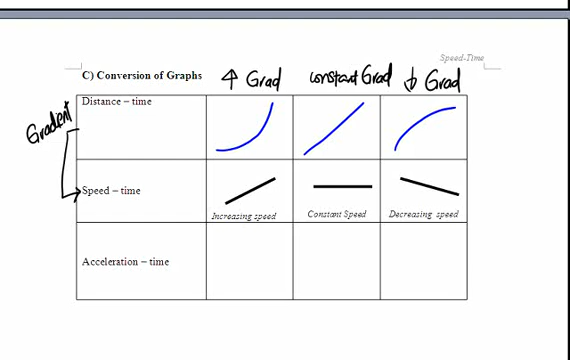 Speed-Time
C) Conversion of Graphs
↑ Grad
constant Grad
↓ Grad
Gradient
Distance – time
Speed – time
Increasing speed
Constant Speed
Decreasing speed
Acceleration – time